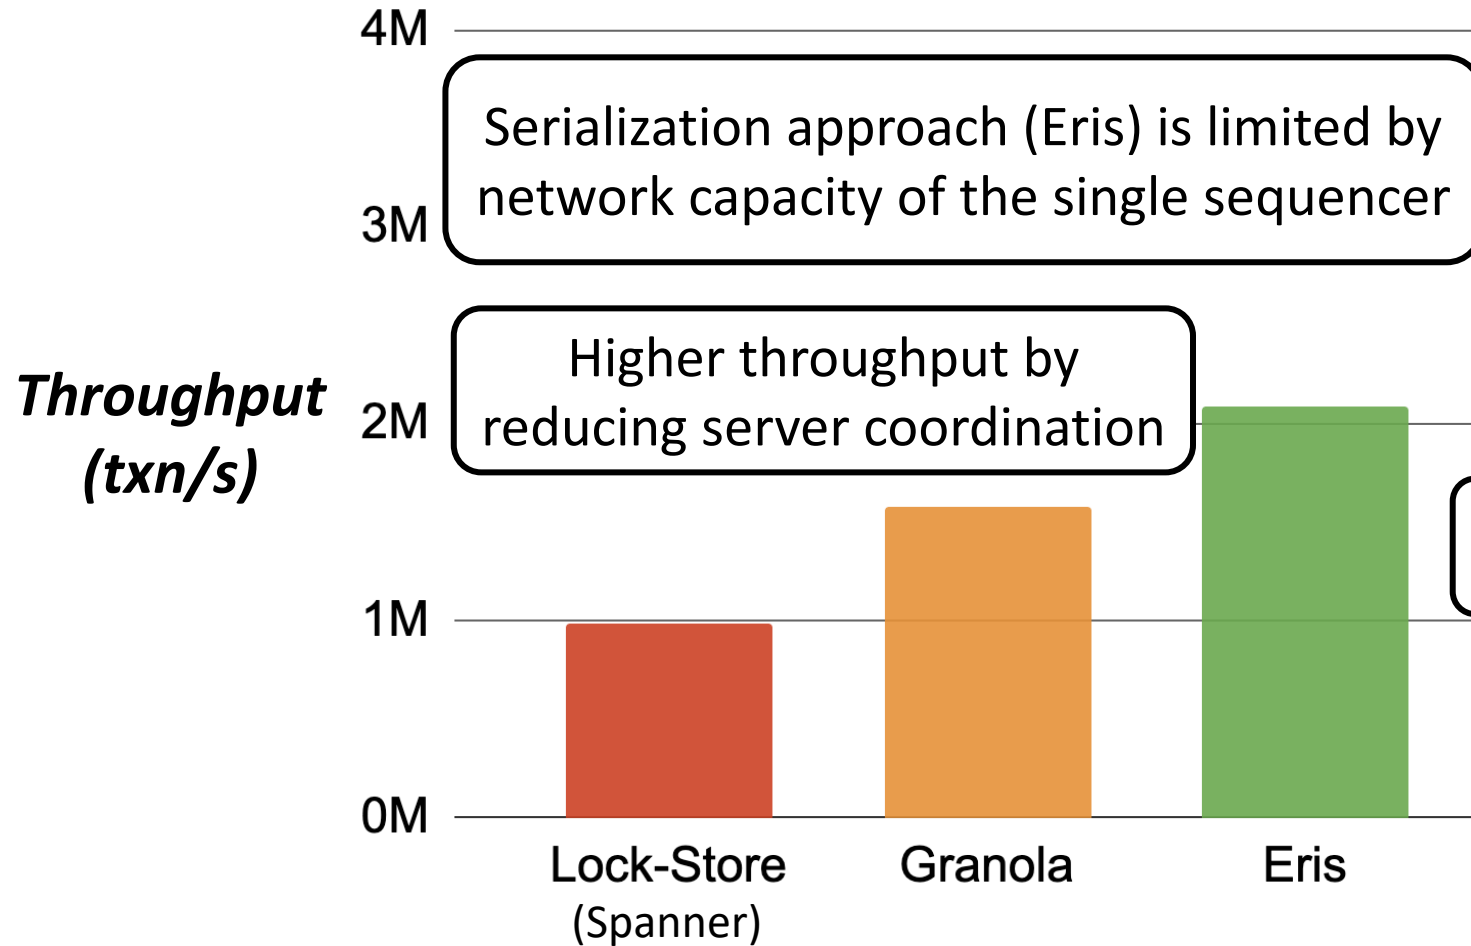 4M
Serialization approach (Eris) is limited by
network capacity of the single sequencer
3M
Higher throughput by
reducing server coordination
Throughput
(txn/s)
2M
1M
0M
Lock-Store
(Spanner)
Granola
Eris